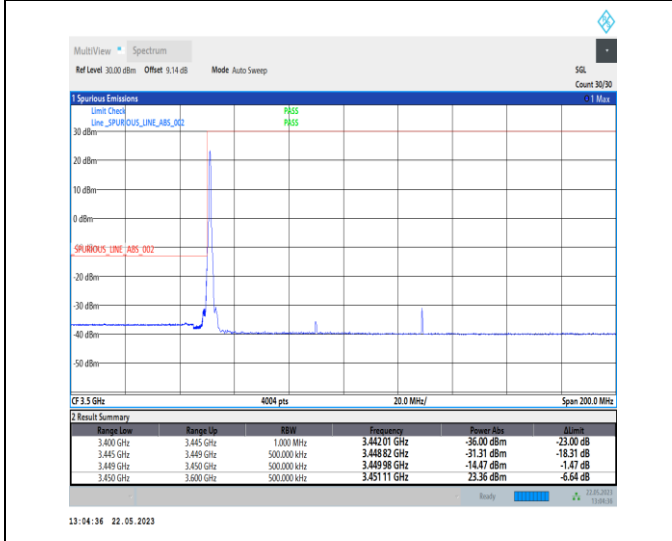 MultiView Spectrum
Ref Level 30.00 dBm Offset 9.14 dB Mode Auto Sweep SGL
Count 30/30
1 Spurious Emissions 1 Max
Limit Check PASS
Line _SPURIOUS_LINE_ABS_002 PASS
30 dBm
20 dBm
10 dBm
0 dBm
_SPURIOUS_LINE_ABS_002
-20 dBm
-30 dBm
-40 dBm
-50 dBm
CF 3.5 GHz 4004 pts 20.0 MHz/ Span 200.0 MHz
2 Result Summary
Range Low Range Up RBW Frequency Power Abs ΔLimit
3.400 GHz 3.445 GHz 1.000 MHz 3.44201 GHz -36.00 dBm -23.00 dB
3.445 GHz 3.449 GHz 500.000 kHz 3.44882 GHz -31.31 dBm -18.31 dB
3.449 GHz 3.450 GHz 500.000 kHz 3.44998 GHz -14.47 dBm -1.47 dB
3.450 GHz 3.600 GHz 500.000 kHz 3.45111 GHz 23.36 dBm -6.64 dB
Ready 22.05.2023
13:04:36
13:04:36 22.05.2023